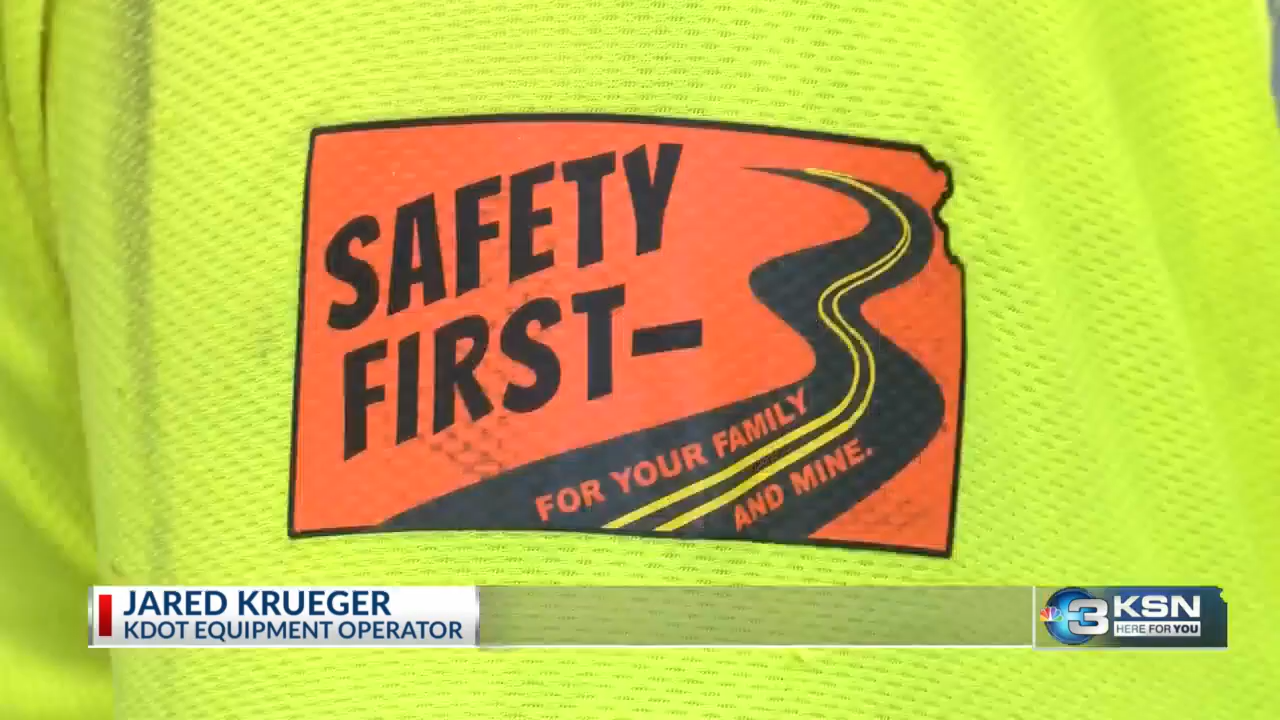 SAFETY
FIRST—
FOR YOUR FAMILY
AND MINE.
JARED KRUEGER
KDOT EQUIPMENT OPERATOR
3 KSN
HERE FOR YOU